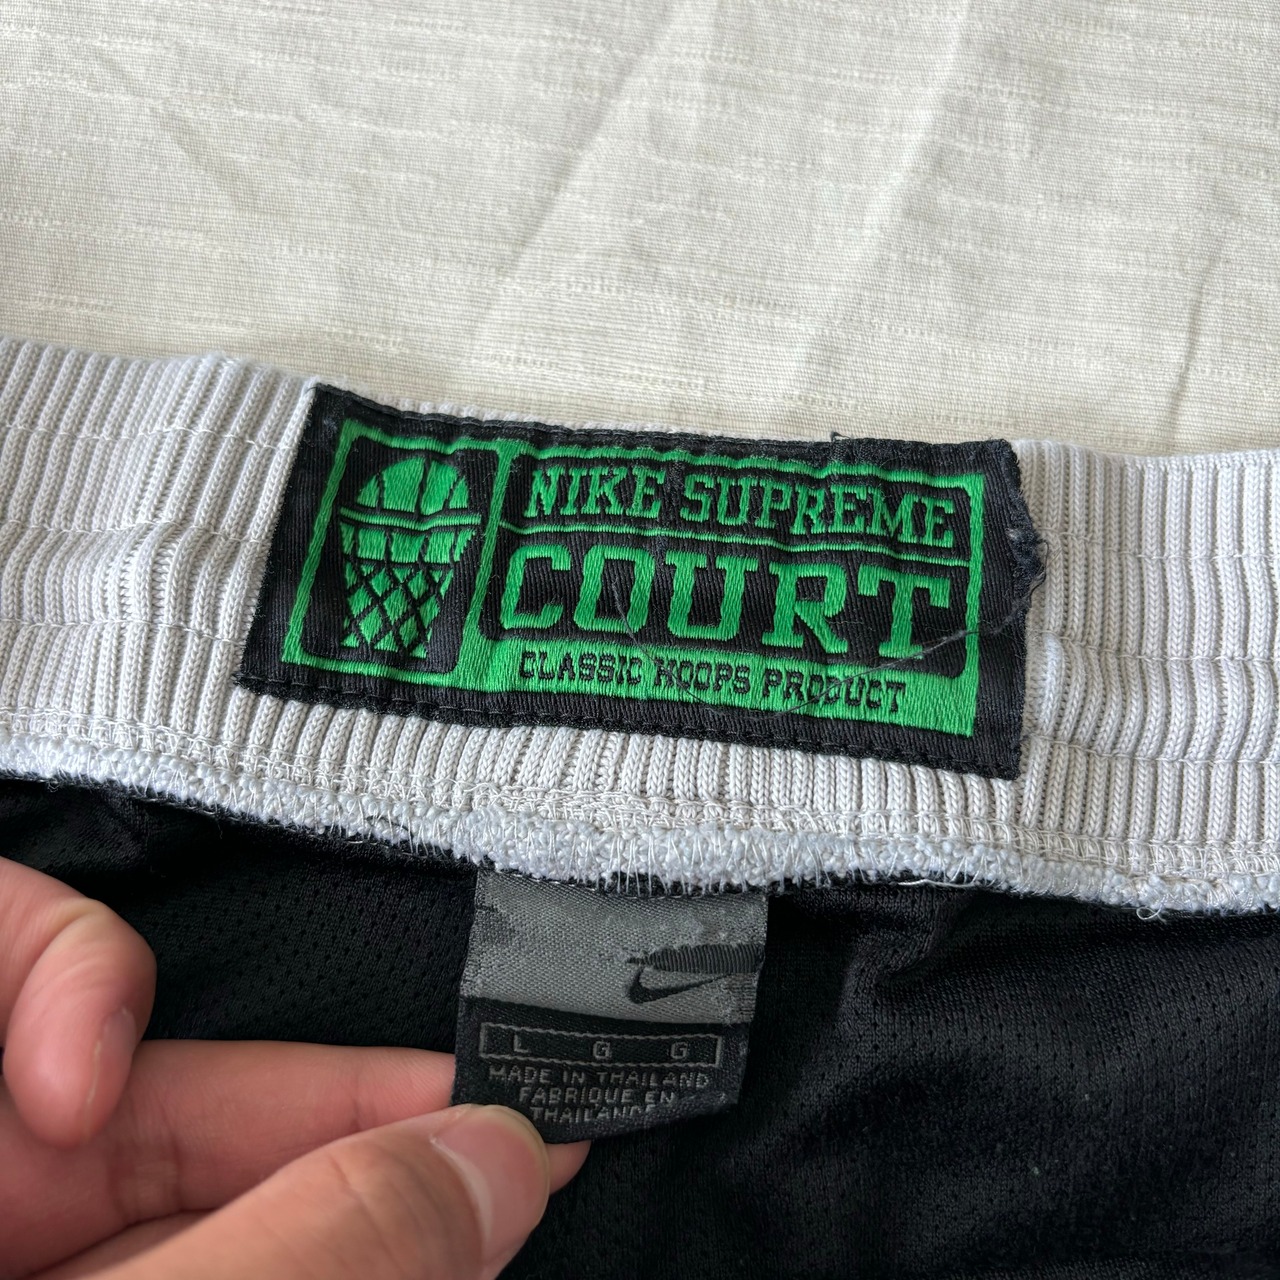 NIKE SUPREME
COURT
CLASSIC HOOPS PRODUCT
L G G
MADE IN THAILAND
FABRIQUE EN
THAILANDE